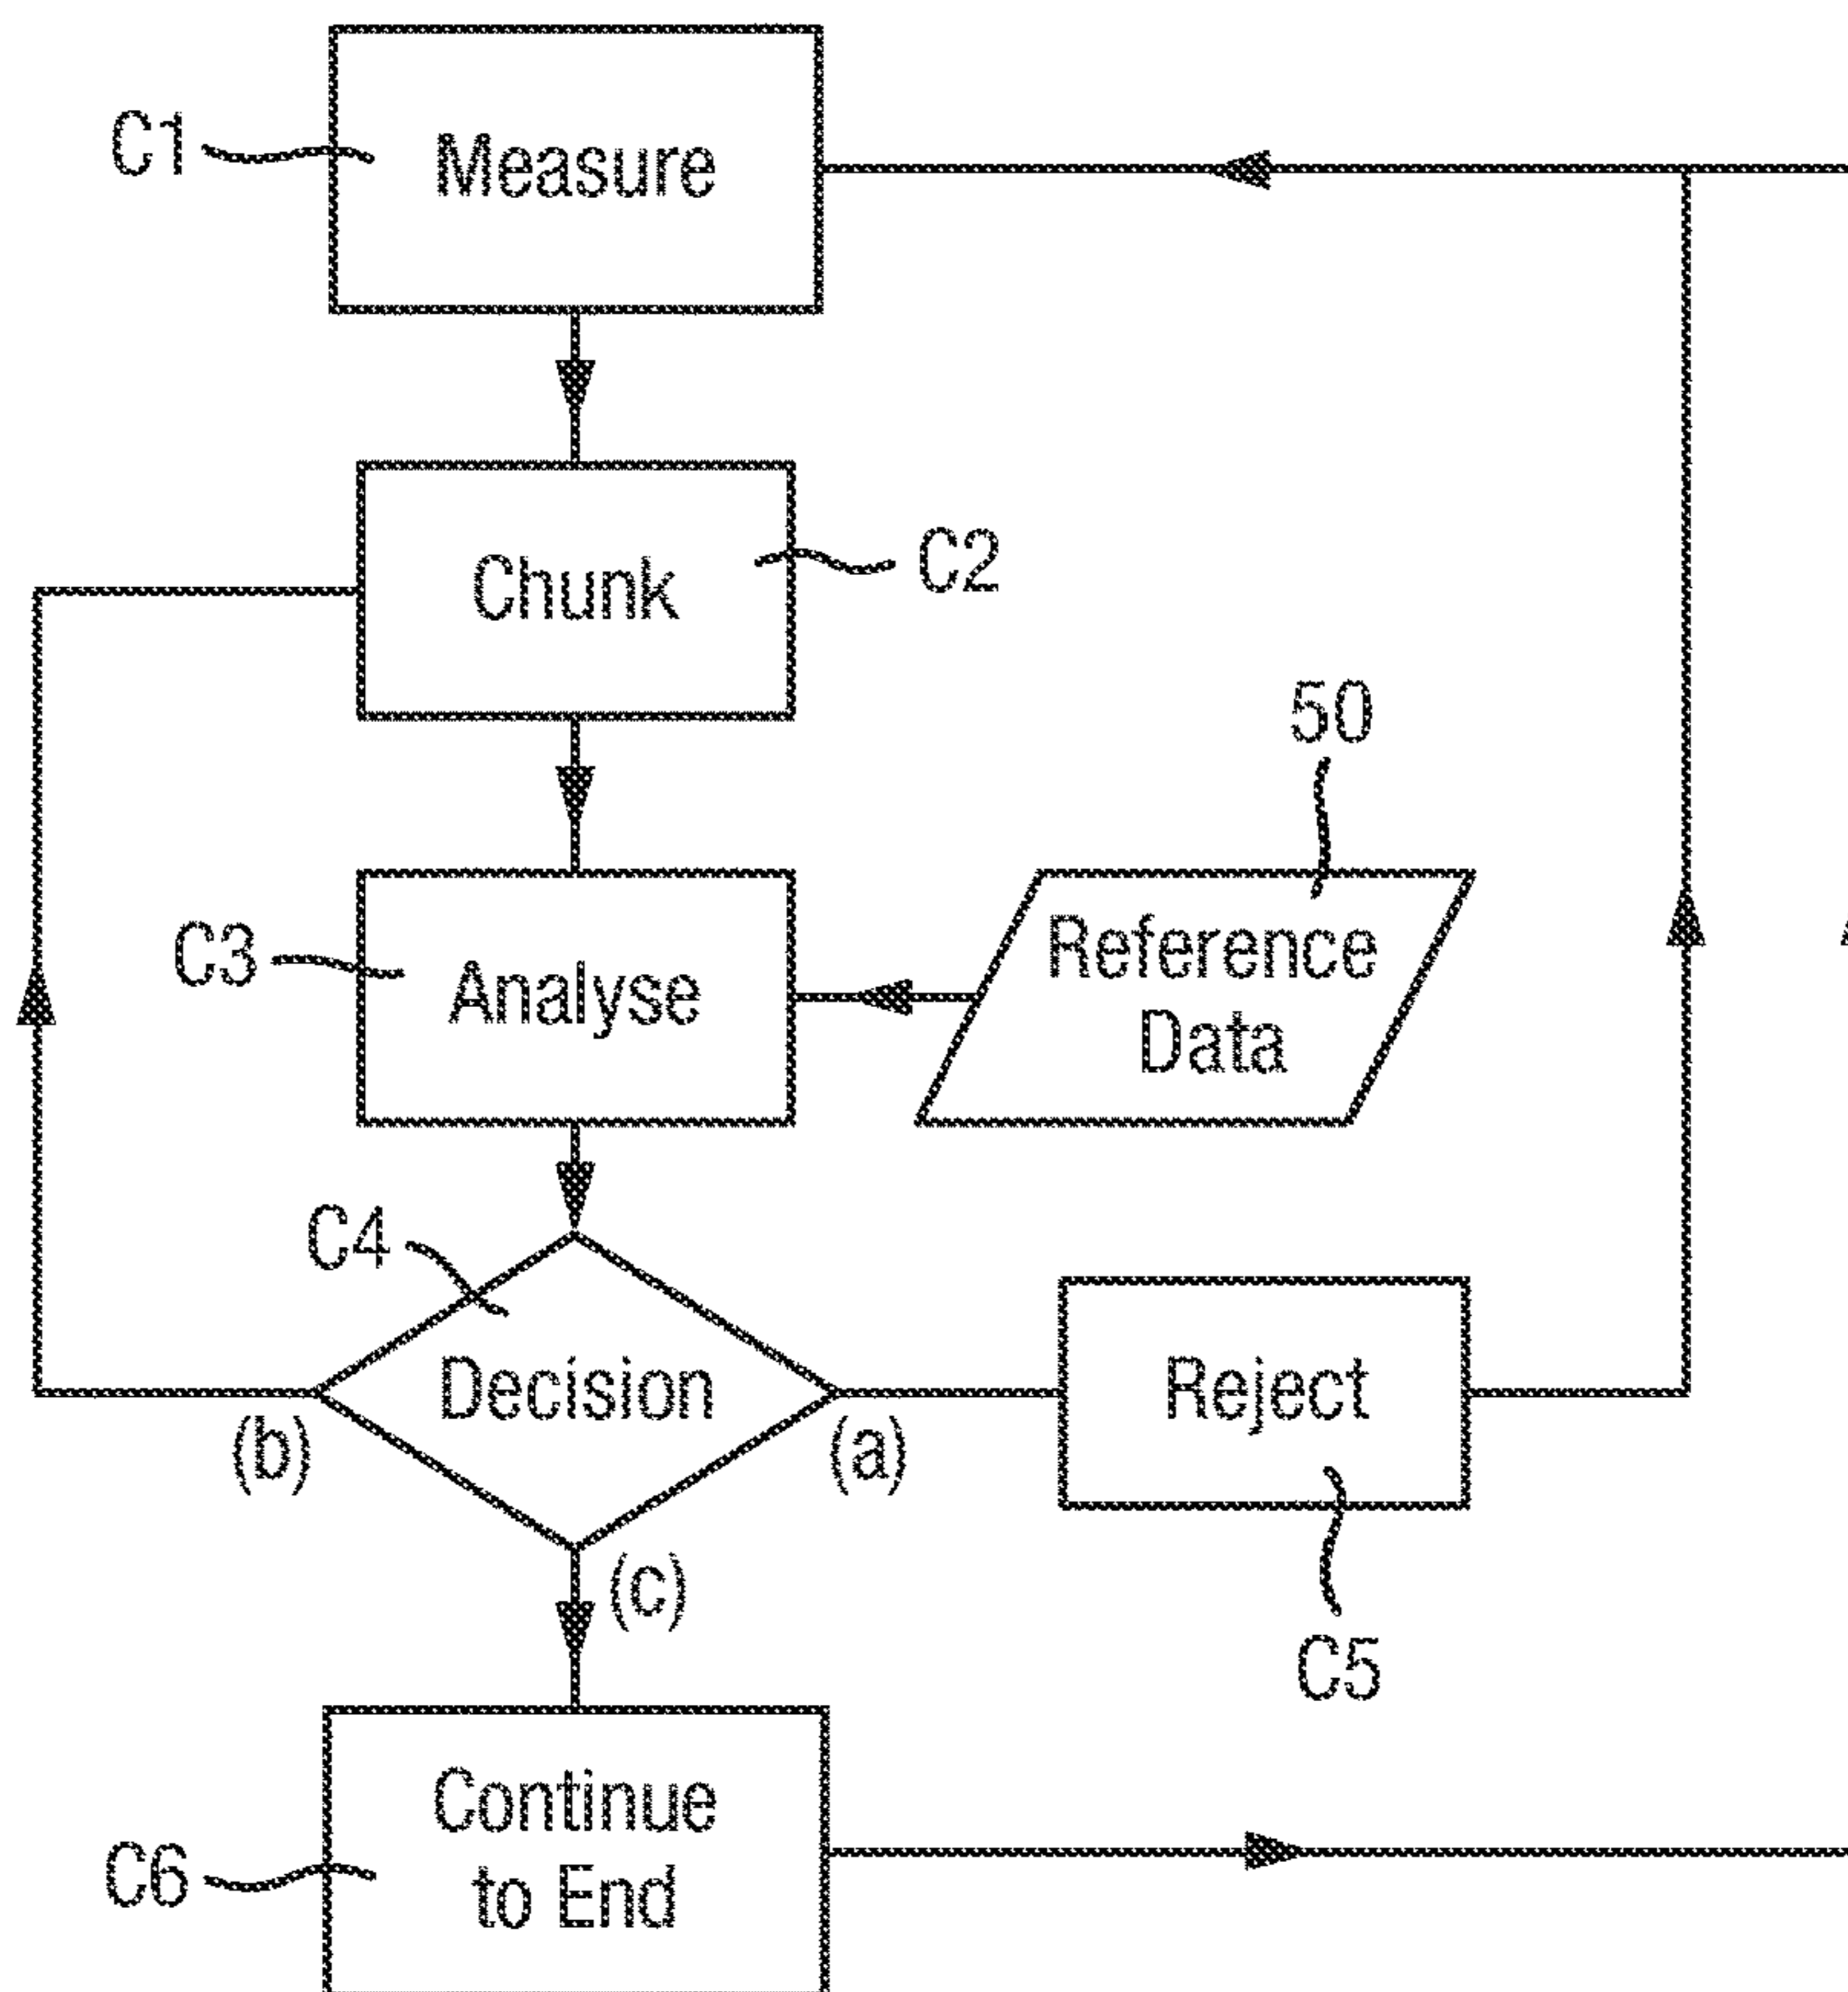 C1
Measure
Chunk
C2
50
C3
Analyse
Reference
Data
C4
Decision
Reject
(b)
(a)
(c)
C5
Continue
to End
C6